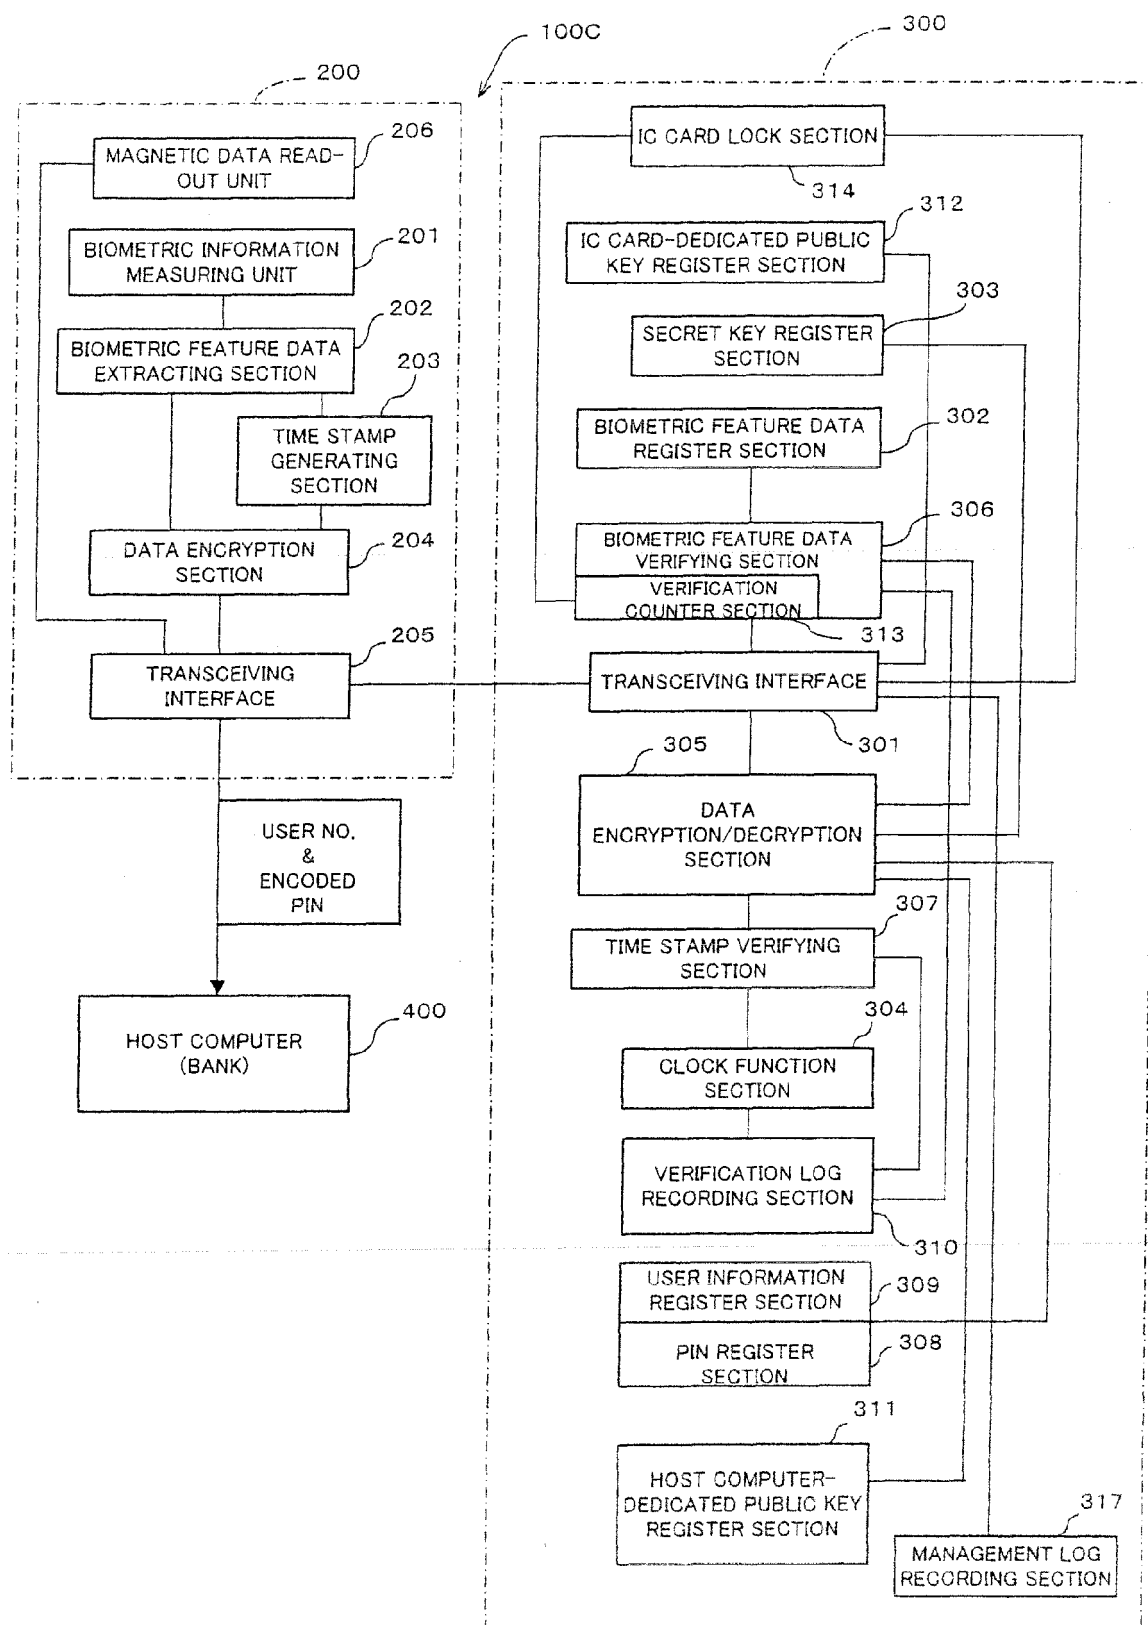 100C
300
200
MAGNETIC DATA READ-
OUT UNIT
206
BIOMETRIC INFORMATION
MEASURING UNIT
201
BIOMETRIC FEATURE DATA
EXTRACTING SECTION
202
203
TIME STAMP
GENERATING
SECTION
DATA ENCRYPTION
SECTION
204
205
TRANSCEIVING
INTERFACE
USER NO.
&
ENCODED
PIN
HOST COMPUTER
(BANK)
400
IC CARD LOCK SECTION
314
312
IC CARD-DEDICATED PUBLIC
KEY REGISTER SECTION
303
SECRET KEY REGISTER
SECTION
BIOMETRIC FEATURE DATA
REGISTER SECTION
302
BIOMETRIC FEATURE DATA
VERIFYING SECTION
306
VERIFICATION
COUNTER SECTION
313
TRANSCEIVING INTERFACE
301
305
DATA
ENCRYPTION/DECRYPTION
SECTION
307
TIME STAMP VERIFYING
SECTION
304
CLOCK FUNCTION
SECTION
VERIFICATION LOG
RECORDING SECTION
310
USER INFORMATION
REGISTER SECTION
309
PIN REGISTER
SECTION
308
311
HOST COMPUTER-
DEDICATED PUBLIC KEY
REGISTER SECTION
317
MANAGEMENT LOG
RECORDING SECTION